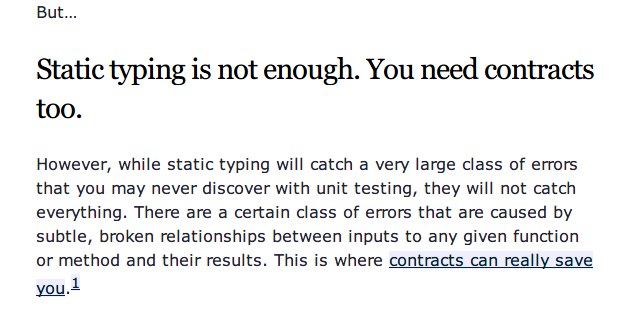 But...
Static typing is not enough. You need contracts
too.
However, while static typing will catch a very large class of errors
that you may never discover with unit testing, they will not catch
everything. There are a certain class of errors that are caused by
subtle, broken relationships between inputs to any given function
or method and their results. This is where contracts can really save
you.1